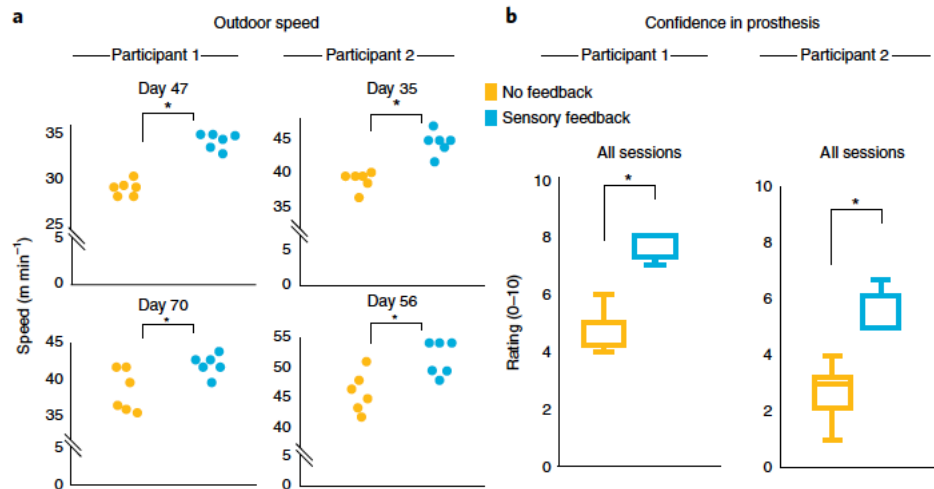 a
Outdoor speed
Participant 1
Participant 2
Day 47
Day 35
*
*
35
30
25
5
0
45
40
35
5
0
Speed (m min⁻¹)
Day 70
Day 56
*
*
45
40
35
5
0
55
50
45
40
5
0
b
Confidence in prosthesis
Participant 1
Participant 2
No feedback
Sensory feedback
All sessions
All sessions
*
*
Rating (0–10)
10
8
6
4
2
0
10
8
6
4
2
0